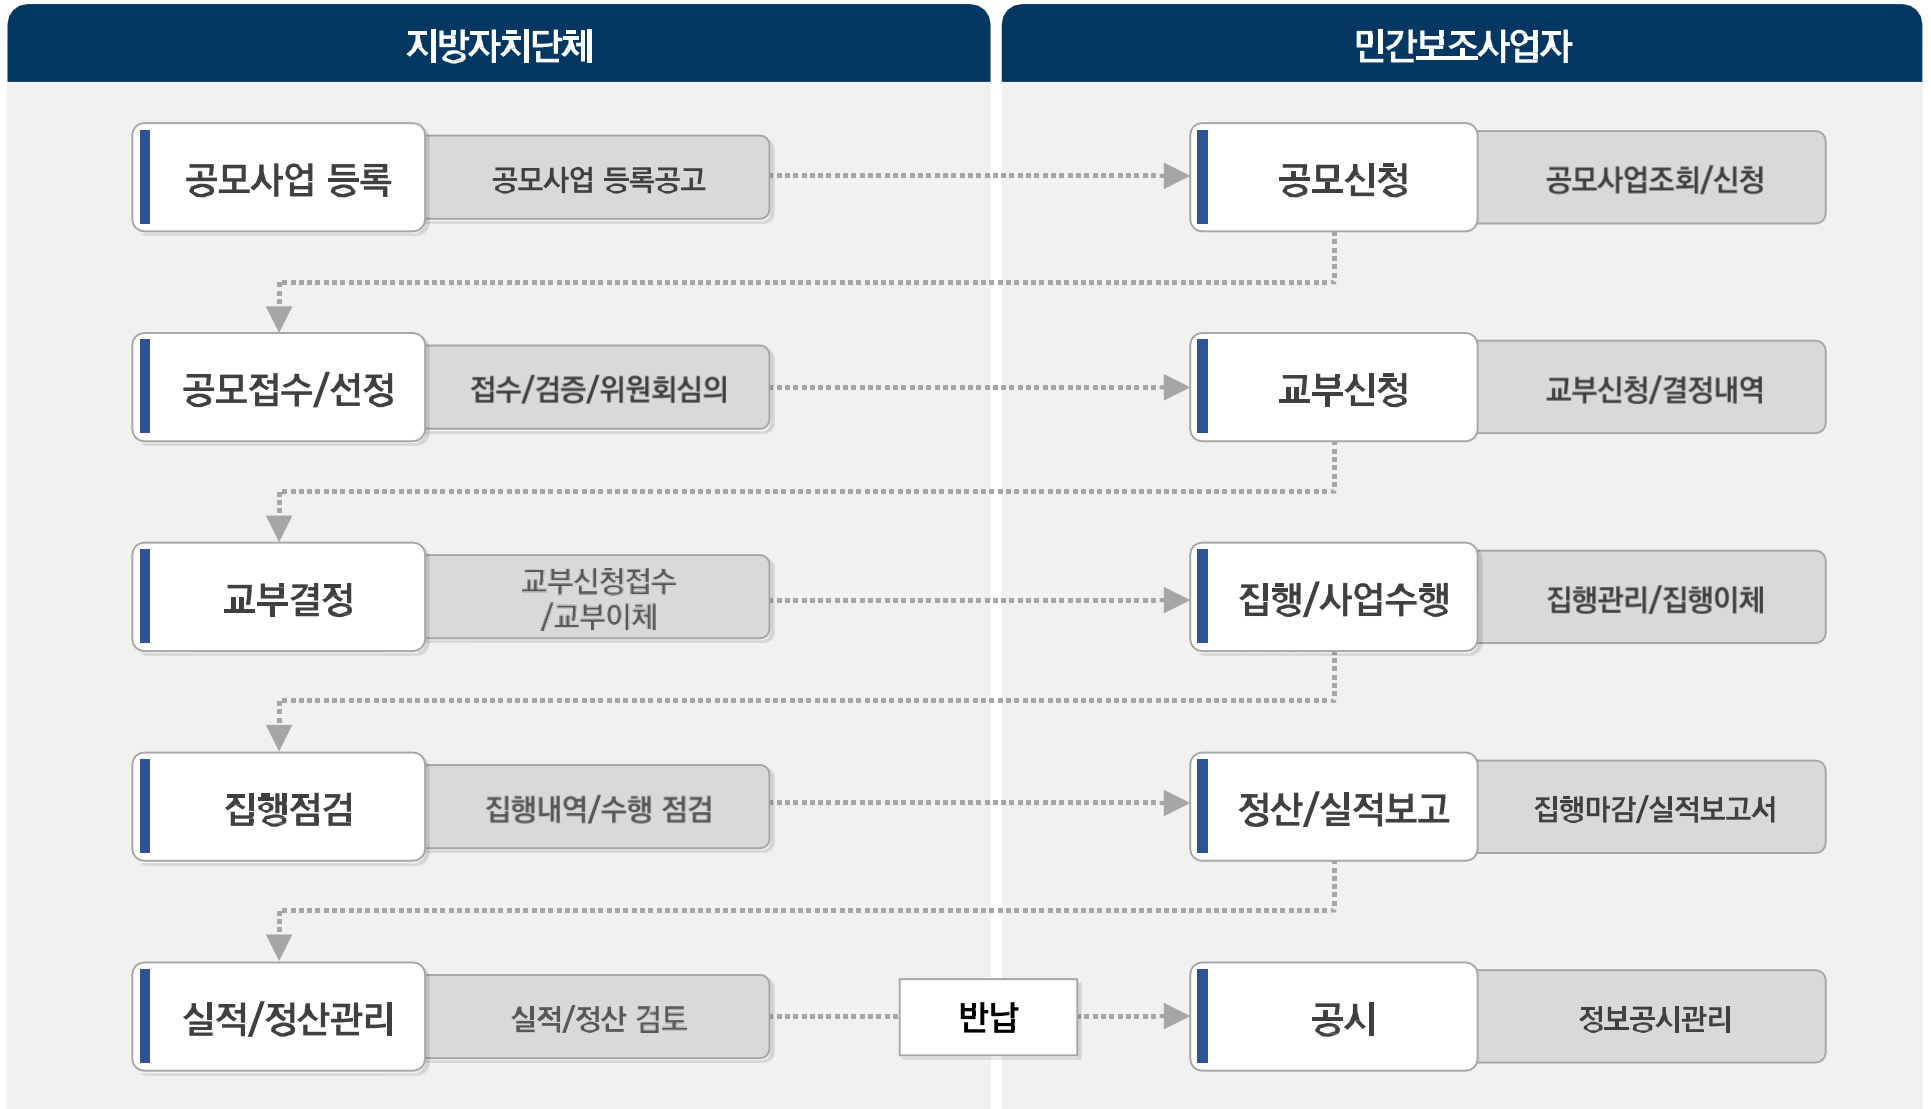 지방자치단체
민간보조사업자
공모사업 등록
공모사업 등록공고
공모신청
공모사업조회/신청
공모접수/선정
접수/검증/위원회심의
교부신청
교부신청/결정내역
교부결정
교부신청접수
/교부이체
집행/사업수행
집행관리/집행이체
집행점검
집행내역/수행 점검
정산/실적보고
집행마감/실적보고서
실적/정산관리
실적/정산 검토
반납
공시
정보공시관리